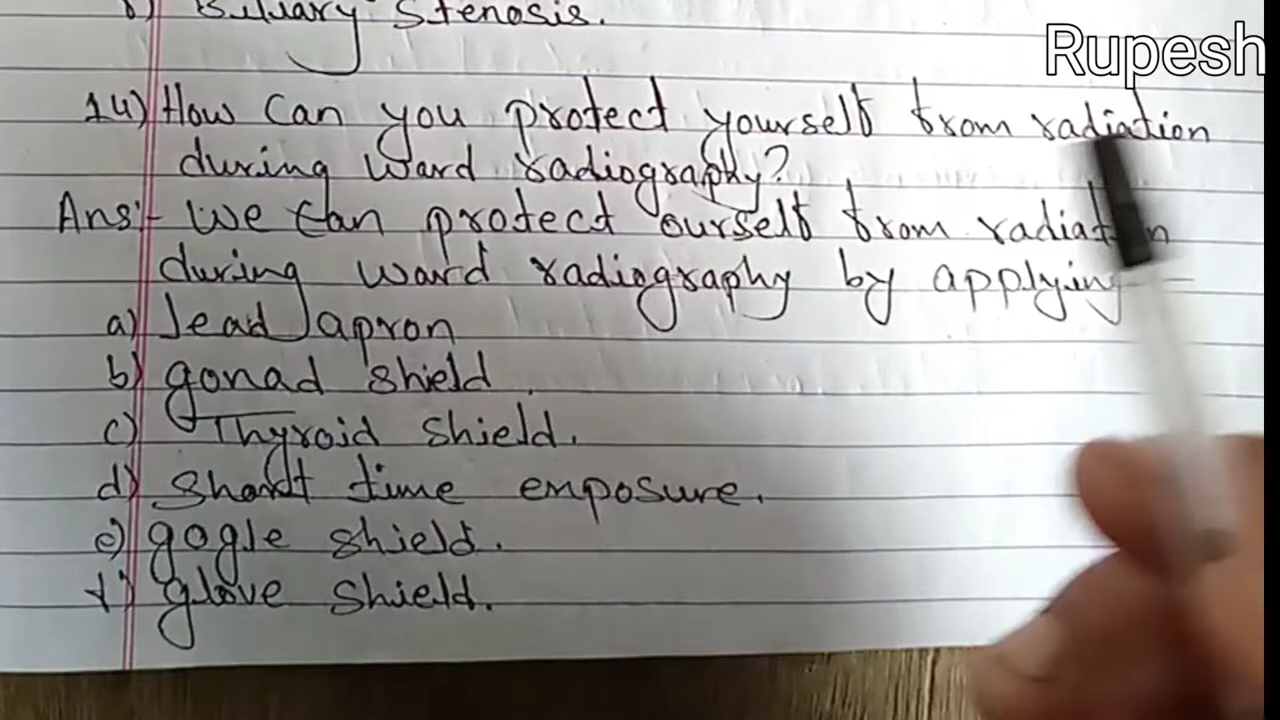 b) Biliary Stenosis.
Rupesh
14) How can you protect yourself from radiation
during ward radiography?
Ans:- We can protect ourself from radiation
during ward radiography by applying -
a) lead apron
b) gonad shield.
c) Thyroid shield.
d) Short time emposure.
e) gogle shield.
f) glove shield.